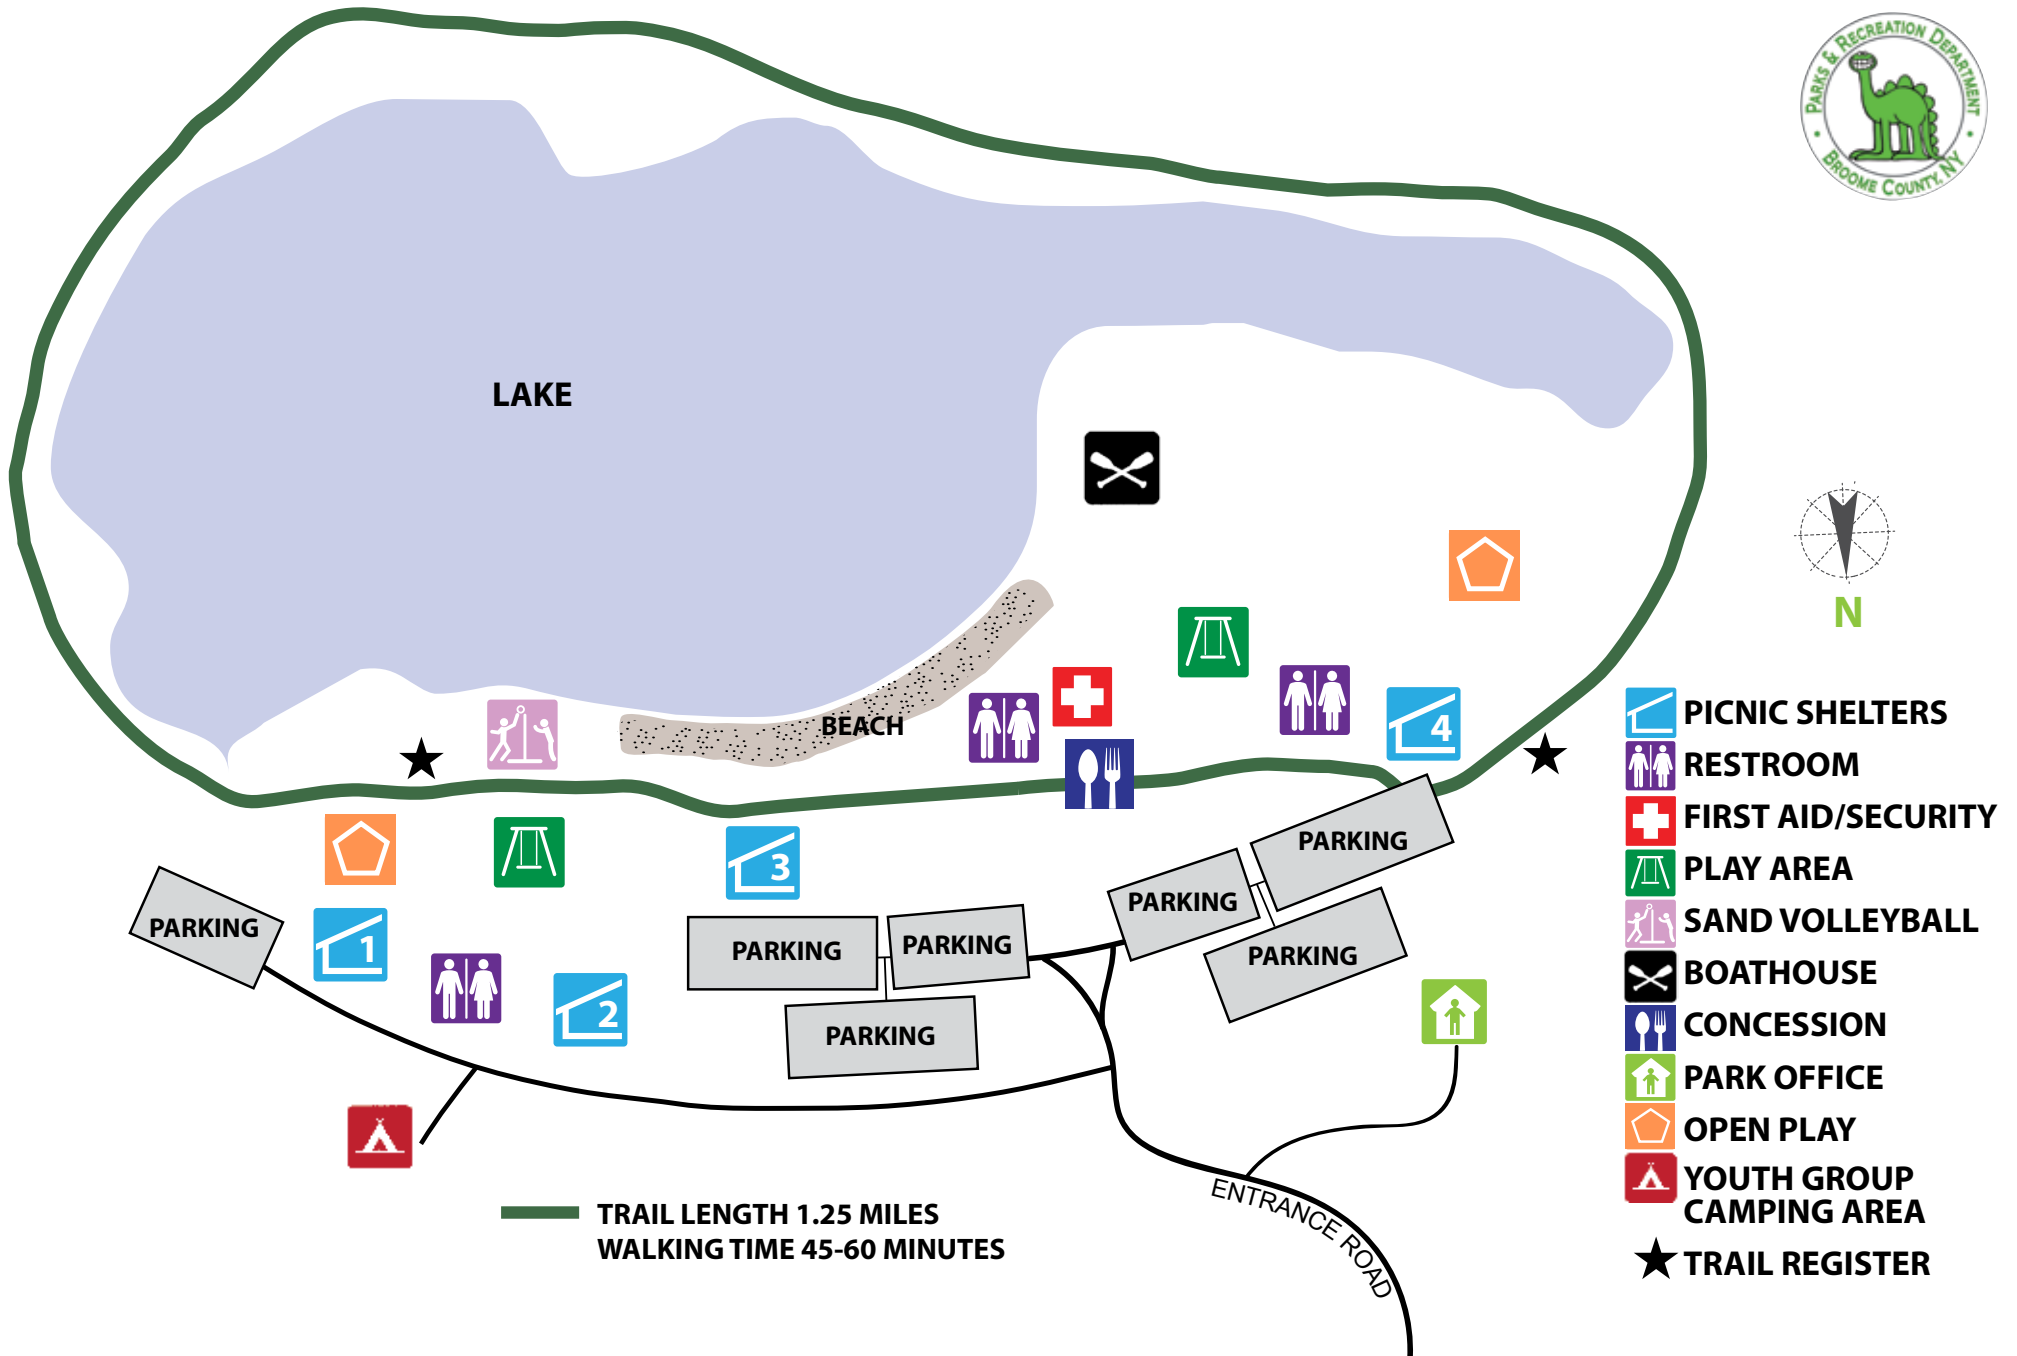 PARKS & RECREATION DEPARTMENT
BROOME COUNTY, NY
LAKE
N
BEACH
4
3
1
2
PARKING
PARKING
PARKING
PARKING
PARKING
PARKING
PARKING
ENTRANCE ROAD
TRAIL LENGTH 1.25 MILES
WALKING TIME 45-60 MINUTES
PICNIC SHELTERS
RESTROOM
FIRST AID/SECURITY
PLAY AREA
SAND VOLLEYBALL
BOATHOUSE
CONCESSION
PARK OFFICE
OPEN PLAY
YOUTH GROUP
CAMPING AREA
TRAIL REGISTER